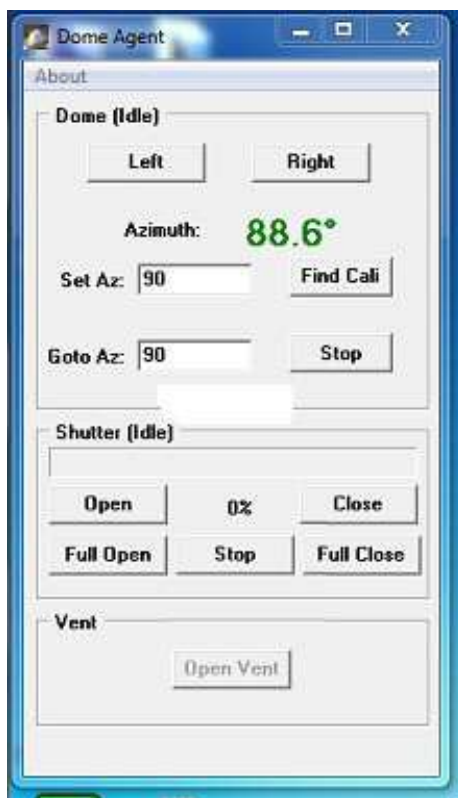 Dome Agent
About
Dome (Idle)
Left Right
Azimuth: 88.6°
Set Az: 90 Find Cali
Goto Az: 90 Stop
Shutter (Idle)
Open 0% Close
Full Open Stop Full Close
Vent
Open Vent